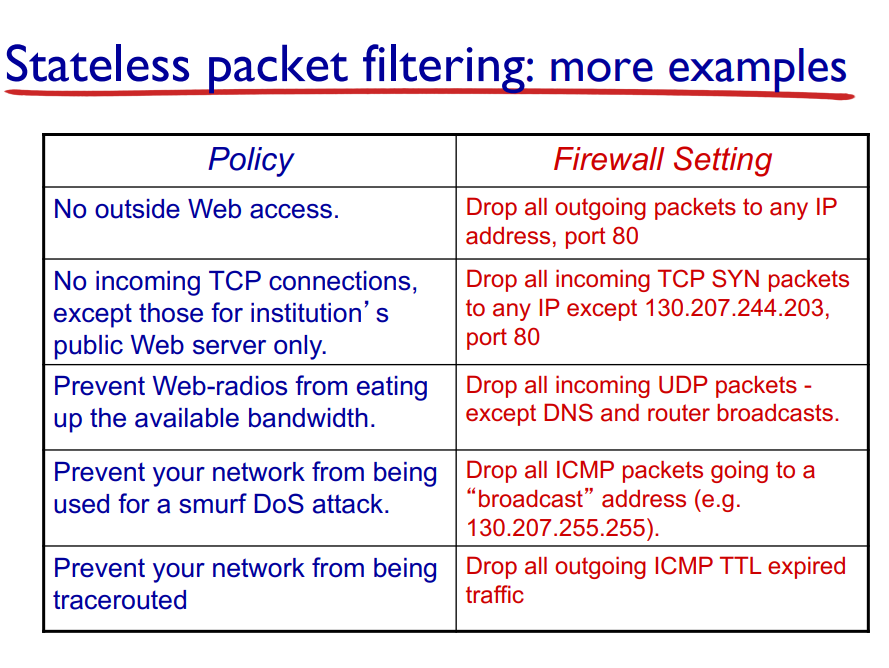 Stateless packet filtering: more examples
Policy
Firewall Setting
No outside Web access.
Drop all outgoing packets to any IP
address, port 80
No incoming TCP connections,
except those for institution’s
public Web server only.
Drop all incoming TCP SYN packets
to any IP except 130.207.244.203,
port 80
Prevent Web-radios from eating
up the available bandwidth.
Drop all incoming UDP packets -
except DNS and router broadcasts.
Prevent your network from being
used for a smurf DoS attack.
Drop all ICMP packets going to a
“broadcast” address (e.g.
130.207.255.255).
Prevent your network from being
tracerouted
Drop all outgoing ICMP TTL expired
traffic